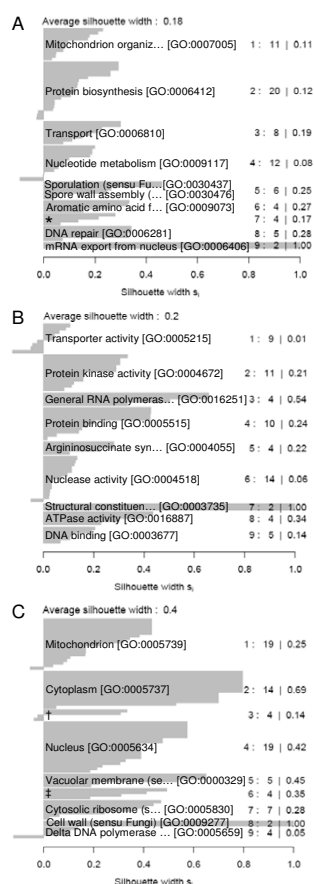 A
Average silhouette width : 0.18
Mitochondrion organiz... [GO:0007005] 1 : 11 | 0.11
Protein biosynthesis [GO:0006412] 2 : 20 | 0.12
Transport [GO:0006810] 3 : 8 | 0.19
Nucleotide metabolism [GO:0009117] 4 : 12 | 0.08
Sporulation (sensu Fu... [GO:0030437]
Spore wall assembly (... [GO:0030476] 5 : 6 | 0.25
Aromatic amino acid f... [GO:0009073] 6 : 4 | 0.27
* 7 : 4 | 0.17
DNA repair [GO:0006281] 8 : 5 | 0.28
mRNA export from nucleus [GO:0006406] 9 : 2 | 1.00
0.0 0.2 0.4 0.6 0.8 1.0
Silhouette width si
B
Average silhouette width : 0.2
Transporter activity [GO:0005215] 1 : 9 | 0.01
Protein kinase activity [GO:0004672] 2 : 11 | 0.21
General RNA polymeras... [GO:0016251] 3 : 4 | 0.54
Protein binding [GO:0005515] 4 : 10 | 0.24
Argininosuccinate syn... [GO:0004055] 5 : 4 | 0.22
Nuclease activity [GO:0004518] 6 : 14 | 0.06
Structural constituen... [GO:0003735] 7 : 2 | 1.00
ATPase activity [GO:0016887] 8 : 4 | 0.34
DNA binding [GO:0003677] 9 : 5 | 0.14
0.0 0.2 0.4 0.6 0.8 1.0
Silhouette width si
C
Average silhouette width : 0.4
Mitochondrion [GO:0005739] 1 : 19 | 0.25
Cytoplasm [GO:0005737] 2 : 14 | 0.69
† 3 : 4 | 0.14
Nucleus [GO:0005634] 4 : 19 | 0.42
Vacuolar membrane (se... [GO:0000329] 5 : 5 | 0.45
‡ 6 : 4 | 0.35
Cytosolic ribosome (s... [GO:0005830] 7 : 7 | 0.28
Cell wall (sensu Fungi) [GO:0009277] 8 : 2 | 1.00
Delta DNA polymerase ... [GO:0005659] 9 : 4 | 0.05
0.0 0.2 0.4 0.6 0.8 1.0
Silhouette width si